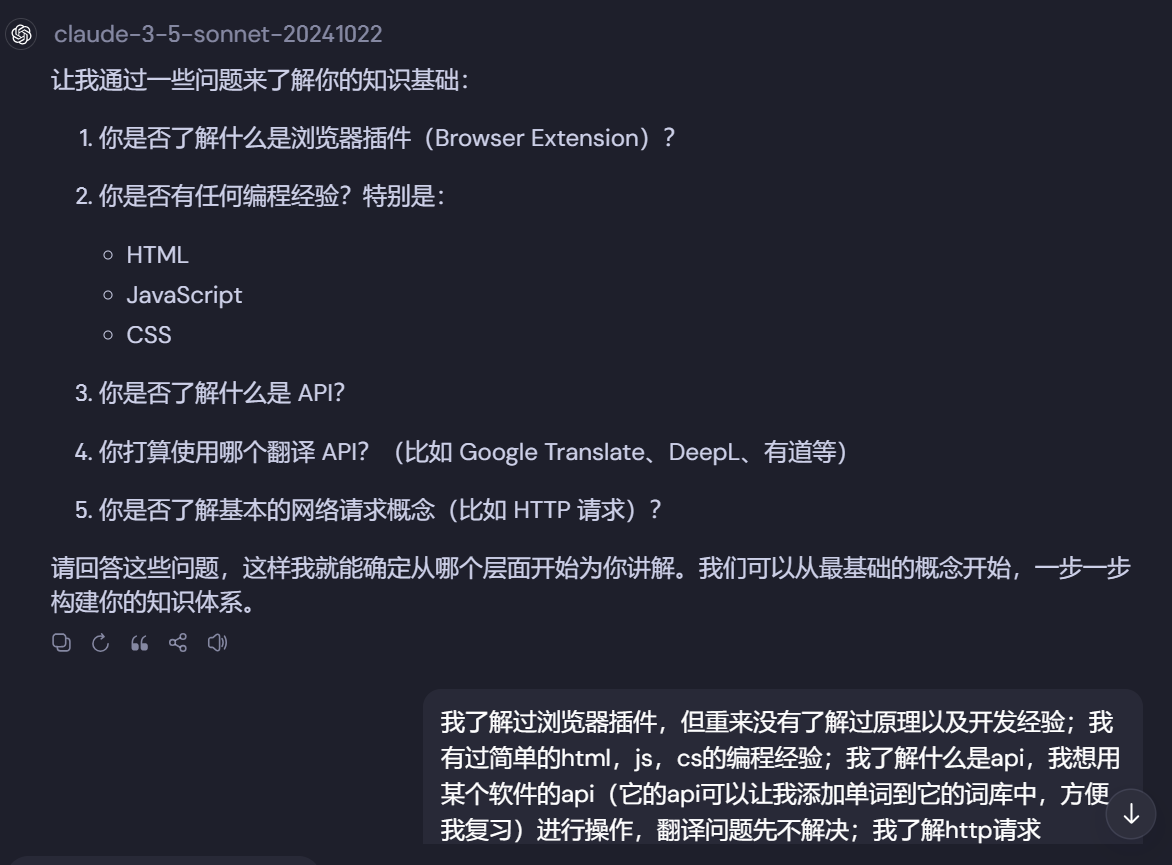 claude-3-5-sonnet-20241022
让我通过一些问题来了解你的知识基础：
1. 你是否了解什么是浏览器插件（Browser Extension）？
2. 你是否有任何编程经验？特别是：
HTML
JavaScript
CSS
3. 你是否了解什么是 API？
4. 你打算使用哪个翻译 API？（比如 Google Translate、DeepL、有道等）
5. 你是否了解基本的网络请求概念（比如 HTTP 请求）？
请回答这些问题，这样我就能确定从哪个层面开始为你讲解。我们可以从最基础的概念开始，一步一步
构建你的知识体系。
我了解过浏览器插件，但重来没有了解过原理以及开发经验；我
有过简单的html，js，cs的编程经验；我了解什么是api，我想用
某个软件的api（它的api可以让我添加单词到它的词库中，方便
我复习）进行操作，翻译问题先不解决；我了解http请求